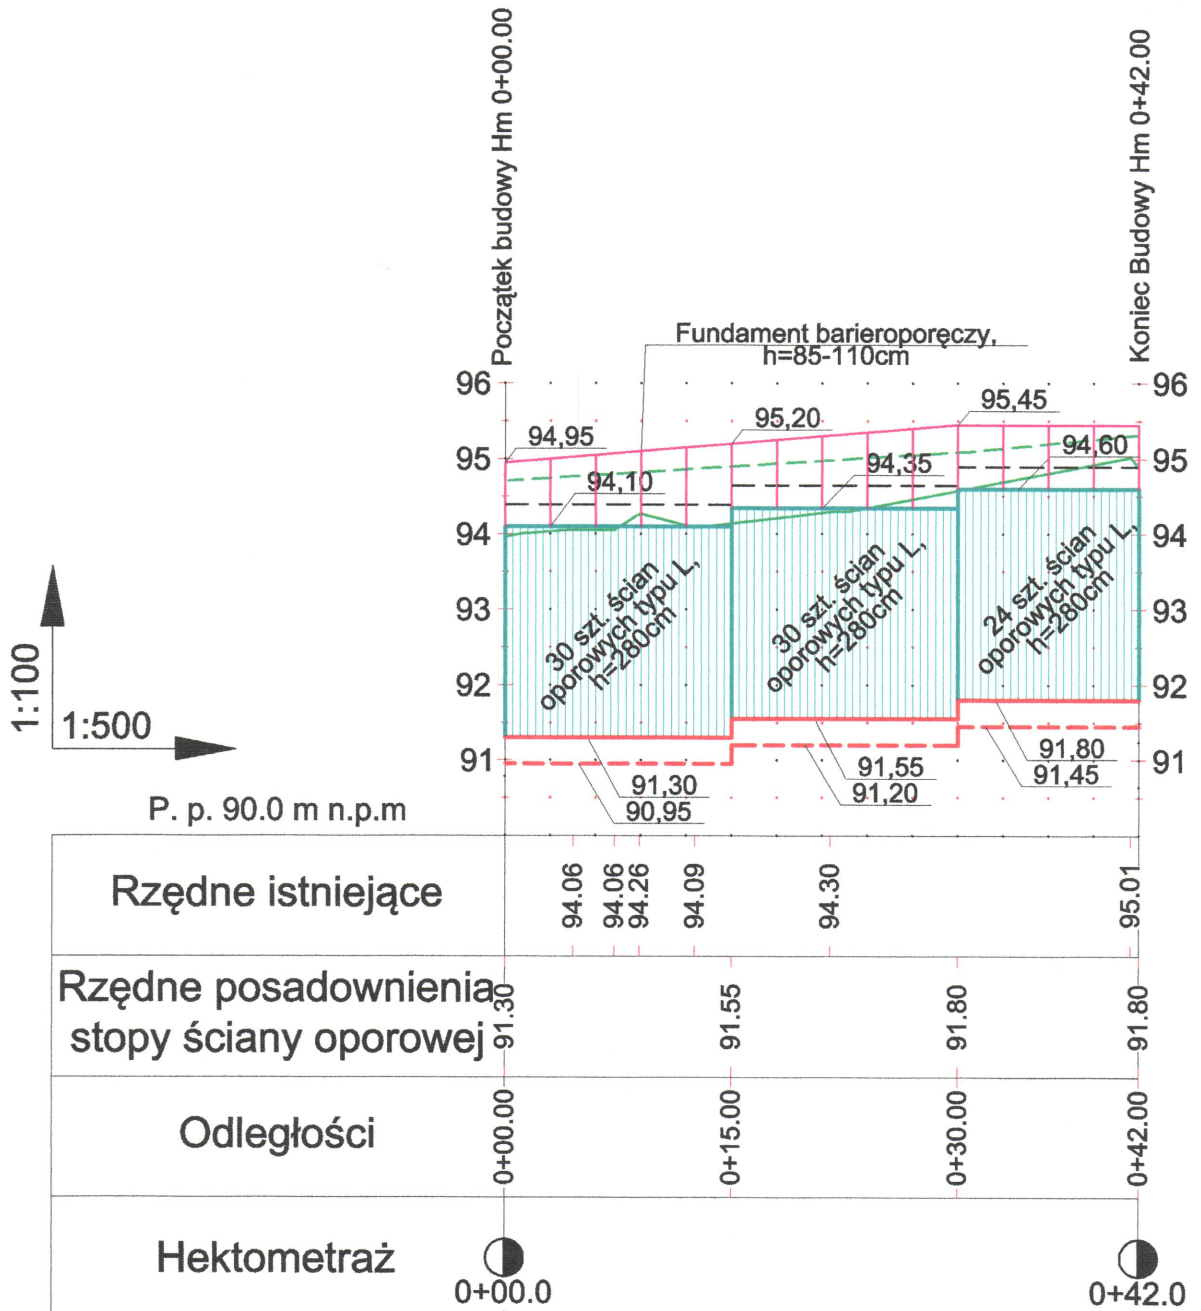 Początek budowy Hm 0+00.00
Koniec Budowy Hm 0+42.00
Fundament barieroporęczy,
h=85-110cm
96
95
94
93
92
91
96
95
94
93
92
91
94,95
95,20
95,45
94,10
94,35
94,60
30 szt. ścian
oporowych typu L,
h=280cm
30 szt. ścian
oporowych typu L,
h=280cm
24 szt. ścian
oporowych typu L,
h=280cm
91,30
90,95
91,55
91,20
91,80
91,45
1:100
1:500
P. p. 90.0 m n.p.m
Rzędne istniejące
94.06
94.06
94.26
94.09
94.30
95.01
Rzędne posadownienia
stopy ściany oporowej
91.30
91.55
91.80
91.80
Odległości
0+00.00
0+15.00
0+30.00
0+42.00
Hektometraż
0+00.0
0+42.0